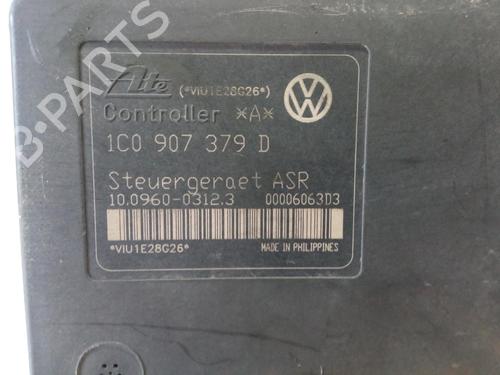 Ate (*VIU1E28G26*)
Controller *A*
1C0 907 379 D
Steuergeraet ASR
10.0960-0312.3 00006063D3
*VIU1E28G26* MADE IN PHILIPPINES
B-Parts